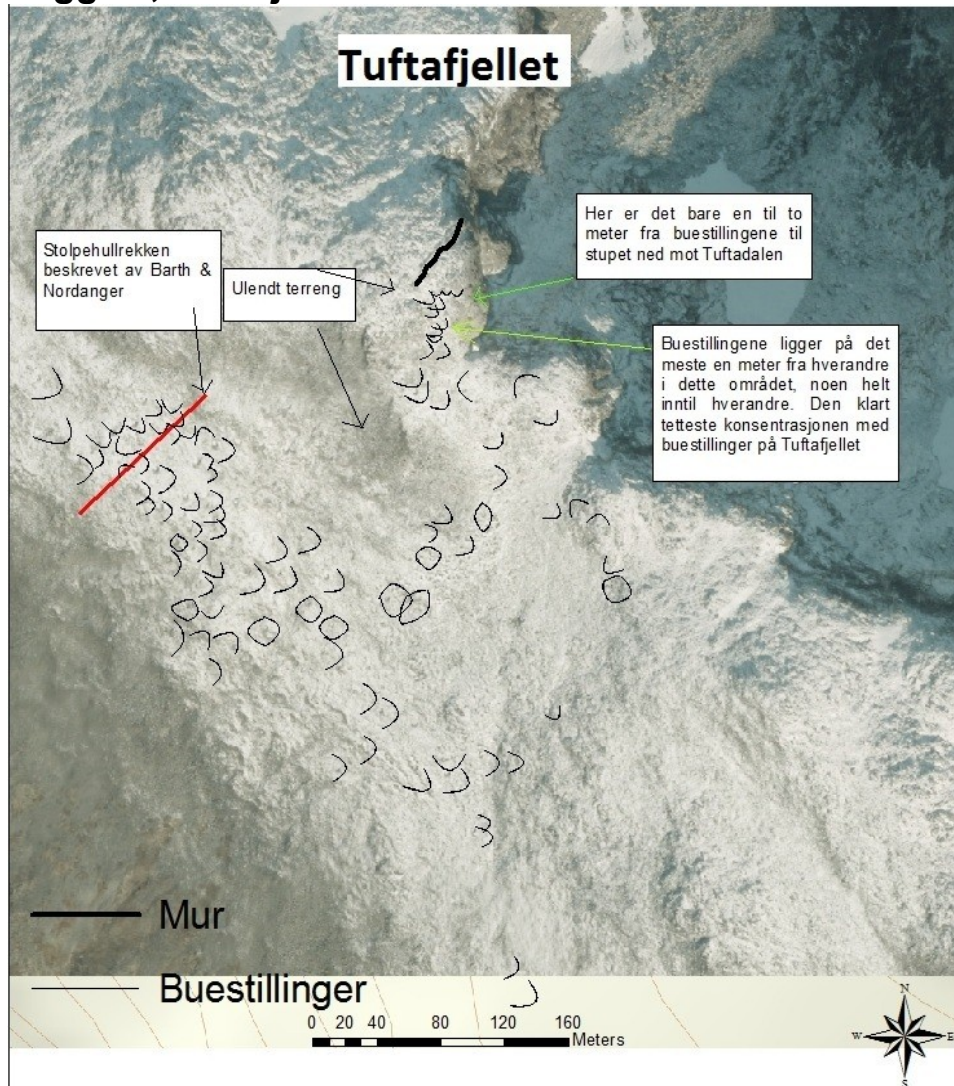 Tuftafjellet
Her er det bare en til to
meter fra buestillingene til
stupet ned mot Tuftadalen
Stolpehullrekken
beskrevet av Barth &
Nordanger
Ulendt terreng
Buestillingene ligger på det
meste en meter fra hverandre
i dette området, noen helt
inntil hverandre. Den klart
tetteste konsentrasjonen med
buestillinger på Tuftafjellet
Mur
Buestillinger
0 20 40 80 120 160
Meters
N
W E
S